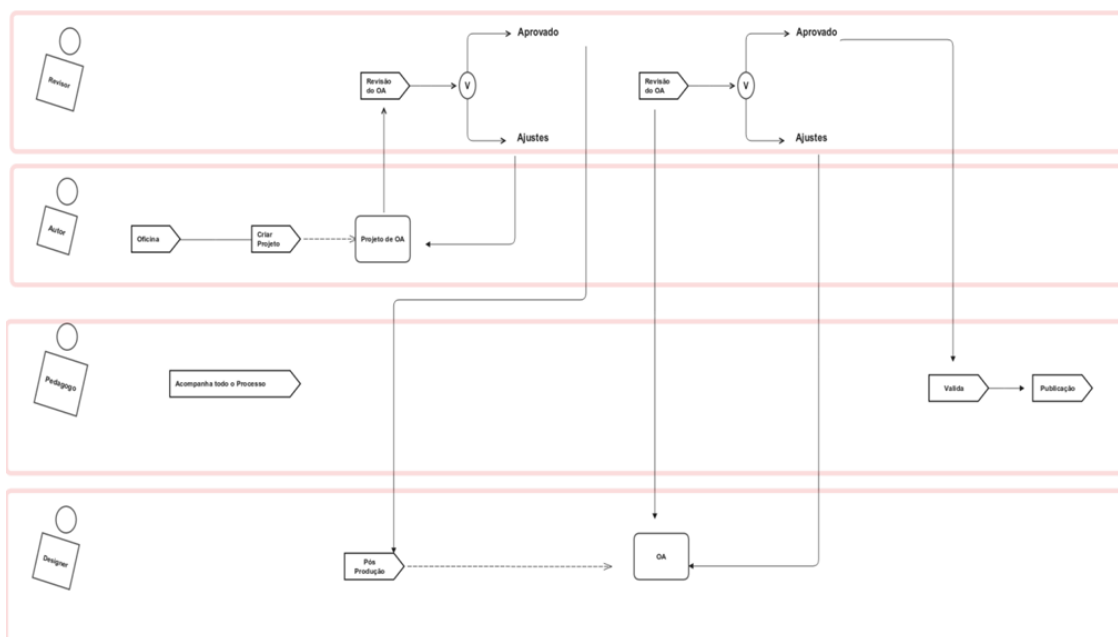 Revisor
Revisão
do OA
V
Aprovado
Ajustes
Revisão
do OA
V
Aprovado
Ajustes
Autor
Oficina
Criar
Projeto
Projeto de OA
Pedagogo
Acompanha todo o Processo
Valida
Publicação
Designer
Pós
Produção
OA